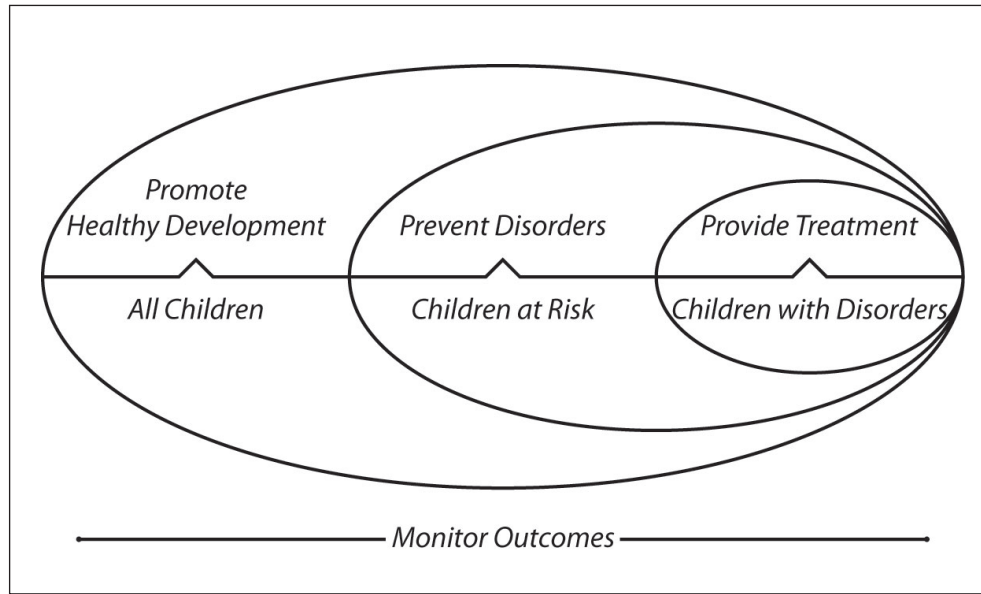 Promote
Healthy Development
Prevent Disorders
Provide Treatment
All Children
Children at Risk
Children with Disorders
Monitor Outcomes